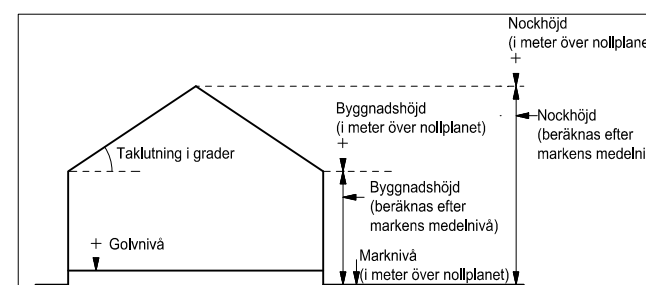 Nockhöjd
(i meter över nollplane
+
Byggnadshöjd
(i meter över nollplanet)
+
Nockhöjd
(beräknas efter
markens medelni
Taklutning i grader
Byggnadshöjd
(beräknas efter
markens medelnivå)
+ Golvnivå
Marknivå
(i meter över nollplanet)